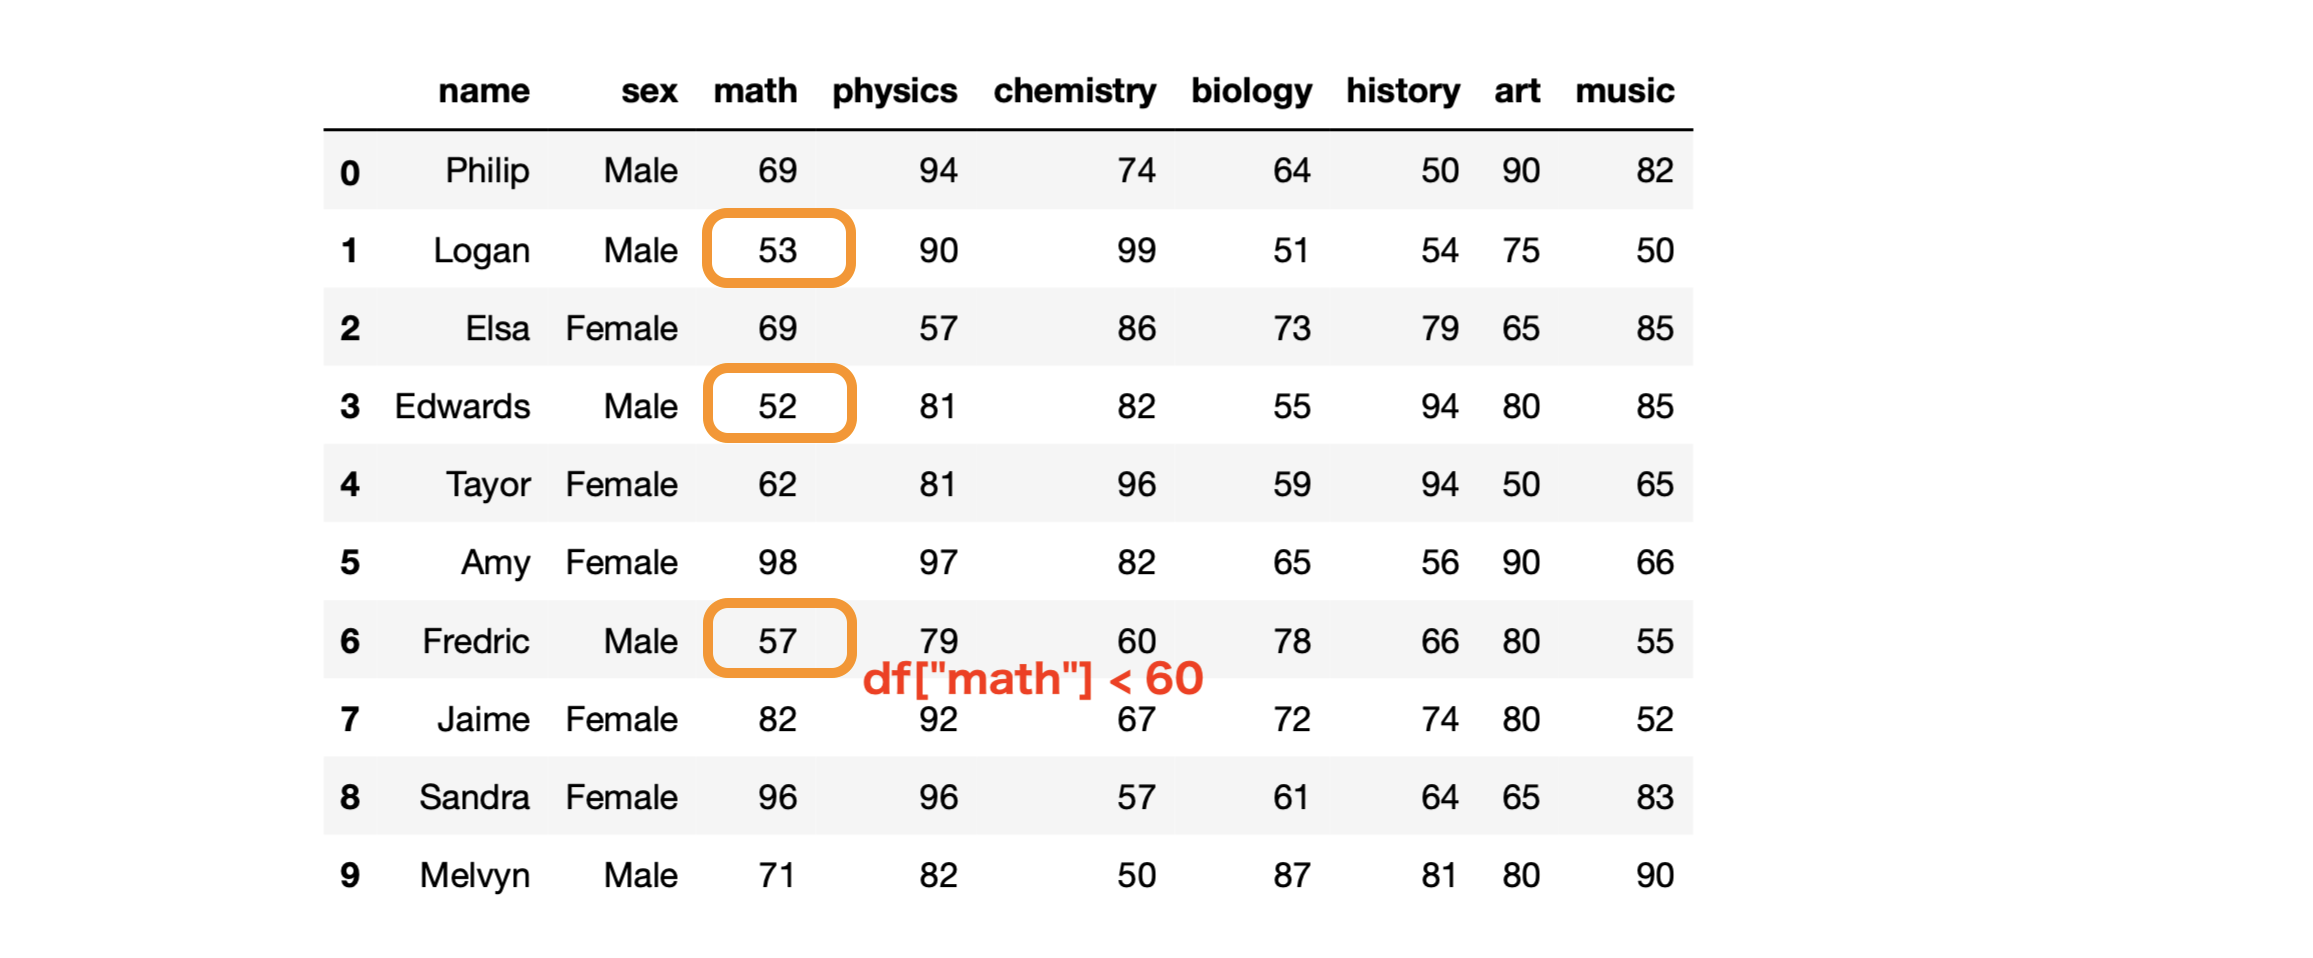 name sex math physics chemistry biology history art music
0 Philip Male 69 94 74 64 50 90 82
1 Logan Male 53 90 99 51 54 75 50
2 Elsa Female 69 57 86 73 79 65 85
3 Edwards Male 52 81 82 55 94 80 85
4 Tayor Female 62 81 96 59 94 50 65
5 Amy Female 98 97 82 65 56 90 66
6 Fredric Male 57 79 60 78 66 80 55
df["math"] < 60
7 Jaime Female 82 92 67 72 74 80 52
8 Sandra Female 96 96 57 61 64 65 83
9 Melvyn Male 71 82 50 87 81 80 90